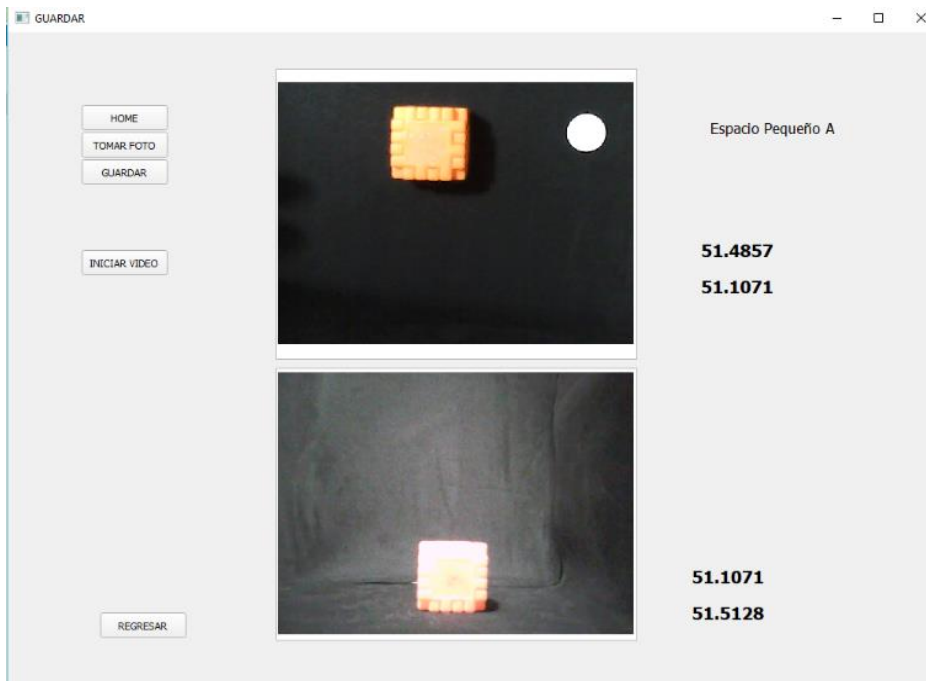 GUARDAR
HOME
TOMAR FOTO
GUARDAR
INICIAR VIDEO
REGRESAR
Espacio Pequeño A
51.4857
51.1071
51.1071
51.5128